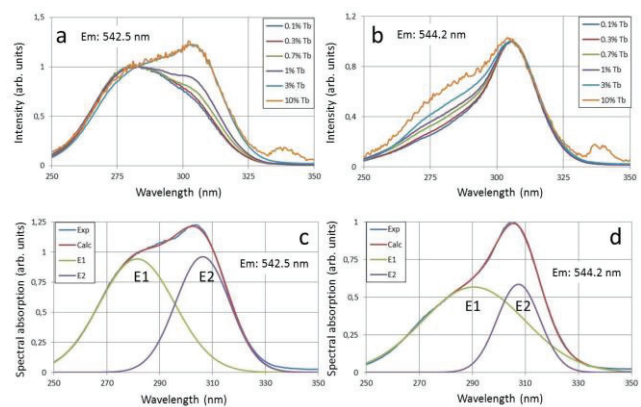 a
Em: 542.5 nm
Intensity (arb. units)
1,5
1
0,5
0
250
275
300
325
350
Wavelength (nm)
0.1% Tb
0.3% Tb
0.7% Tb
1% Tb
3% Tb
10% Tb
b
Em: 544.2 nm
Intensity (arb. units)
1,2
0,8
0,4
0
250
275
300
325
350
Wavelength (nm)
0.1% Tb
0.3% Tb
0.7% Tb
1% Tb
3% Tb
10% Tb
c
Em: 542.5 nm
Spectral absorption (arb. units)
1,25
1
0,75
0,5
0,25
0
250
270
290
310
330
350
Wavelength (nm)
Exp
Calc
E1
E2
E1
E2
d
Em: 544.2 nm
Spectral absorption (arb. units)
1
0,5
0
250
270
290
310
330
350
Wavelength (nm)
Exp
Calc
E1
E2
E1
E2